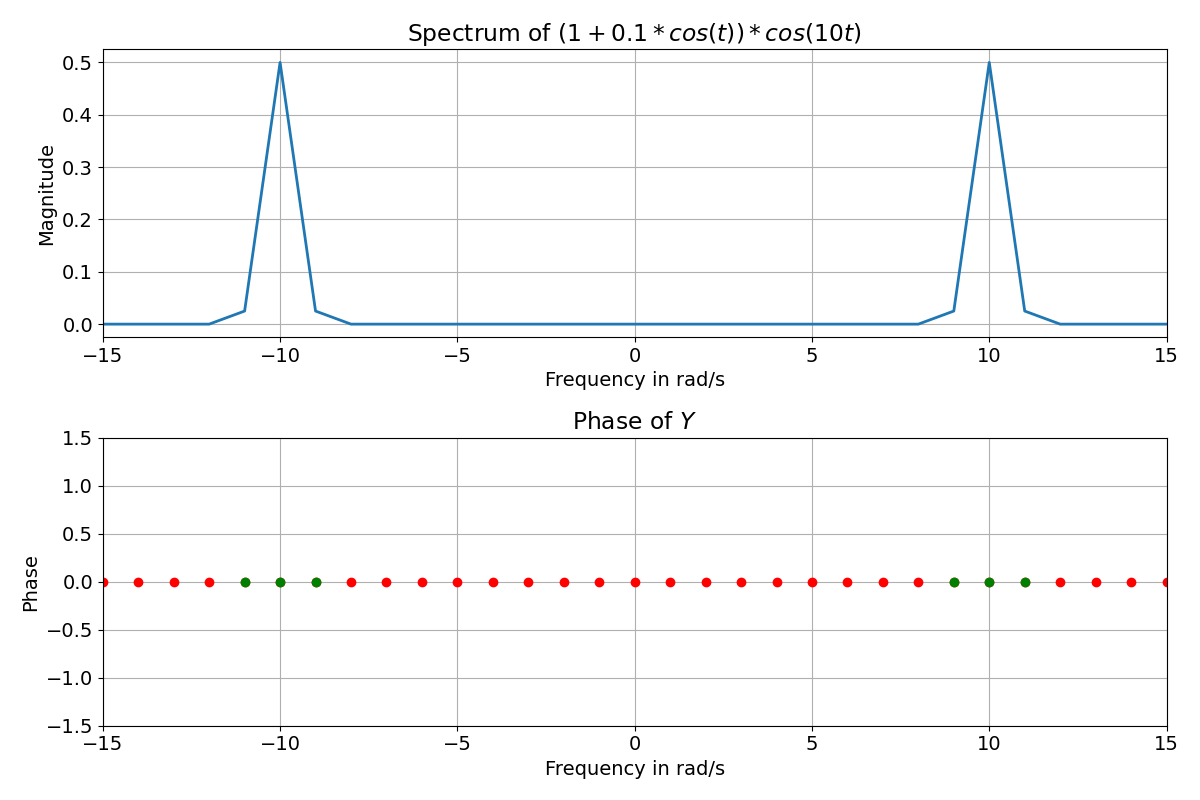 Spectrum of (1 + 0.1 * cos(t)) * cos(10t)
0.5
0.4
0.3
0.2
0.1
0.0
Magnitude
−15 −10 −5 0 5 10 15
Frequency in rad/s
Phase of Y
1.5
1.0
0.5
0.0
−0.5
−1.0
−1.5
Phase
−15 −10 −5 0 5 10 15
Frequency in rad/s